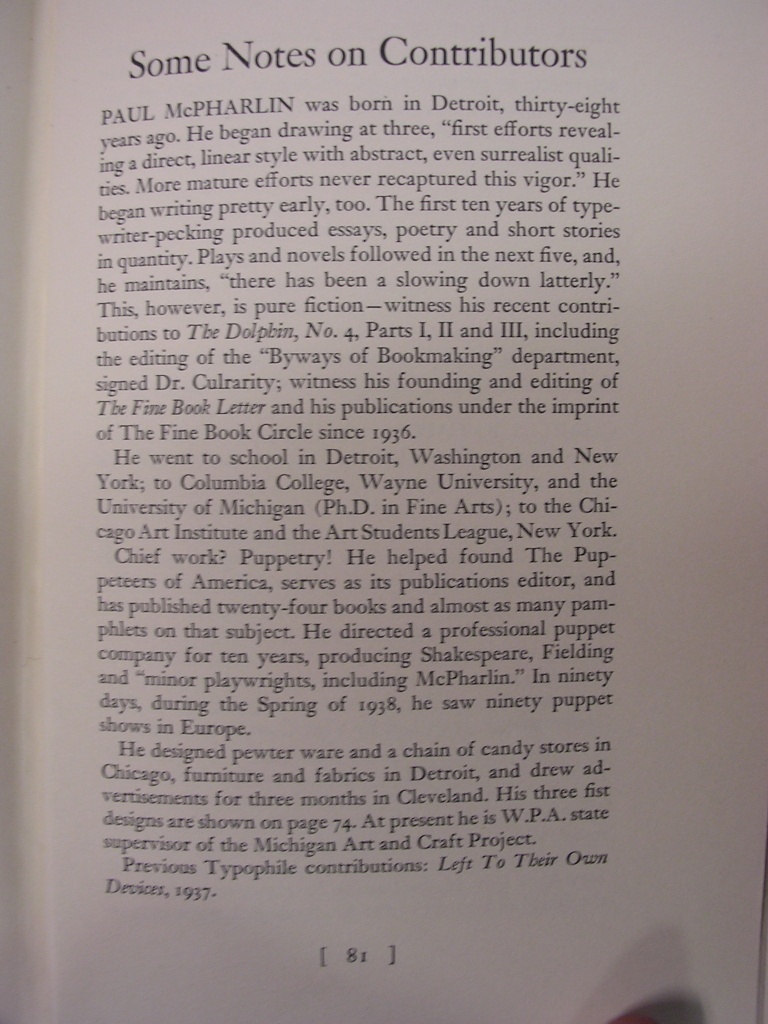 Some Notes on Contributors
PAUL McPHARLIN was born in Detroit, thirty-eight
years ago. He began drawing at three, “first efforts reveal-
ing a direct, linear style with abstract, even surrealist quali-
ties. More mature efforts never recaptured this vigor.” He
began writing pretty early, too. The first ten years of type-
writer-pecking produced essays, poetry and short stories
in quantity. Plays and novels followed in the next five, and,
he maintains, “there has been a slowing down latterly.”
This, however, is pure fiction—witness his recent contri-
butions to The Dolphin, No. 4, Parts I, II and III, including
the editing of the “Byways of Bookmaking” department,
signed Dr. Culrarity; witness his founding and editing of
The Fine Book Letter and his publications under the imprint
of The Fine Book Circle since 1936.
He went to school in Detroit, Washington and New
York; to Columbia College, Wayne University, and the
University of Michigan (Ph.D. in Fine Arts); to the Chi-
cago Art Institute and the Art Students League, New York.
Chief work? Puppetry! He helped found The Pup-
peteers of America, serves as its publications editor, and
has published twenty-four books and almost as many pam-
phlets on that subject. He directed a professional puppet
company for ten years, producing Shakespeare, Fielding
and “minor playwrights, including McPharlin.” In ninety
days, during the Spring of 1938, he saw ninety puppet
shows in Europe.
He designed pewter ware and a chain of candy stores in
Chicago, furniture and fabrics in Detroit, and drew ad-
vertisements for three months in Cleveland. His three fist
designs are shown on page 74. At present he is W.P.A. state
supervisor of the Michigan Art and Craft Project.
Previous Typophile contributions: Left To Their Own
Devices, 1937.
[ 81 ]